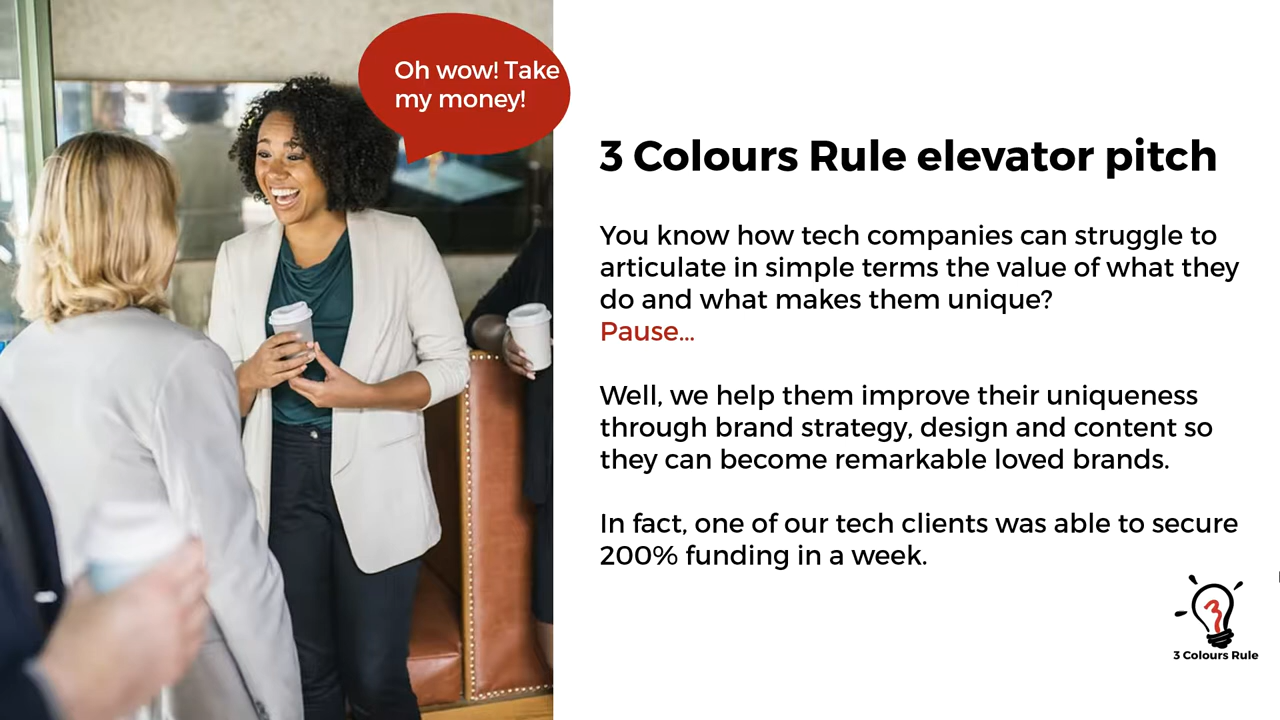 Oh wow! Take
my money!
3 Colours Rule elevator pitch
You know how tech companies can struggle to
articulate in simple terms the value of what they
do and what makes them unique?
Pause...
Well, we help them improve their uniqueness
through brand strategy, design and content so
they can become remarkable loved brands.
In fact, one of our tech clients was able to secure
200% funding in a week.
3
3 Colours Rule